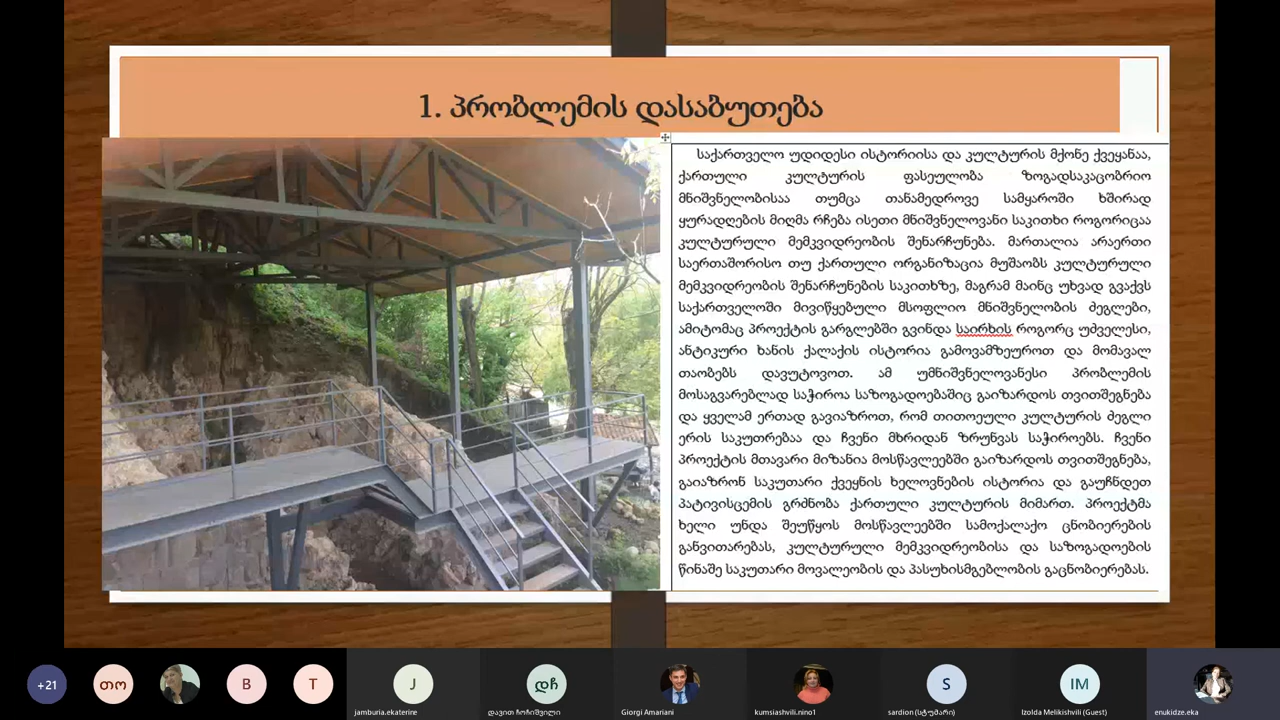 1. პრობლემის დასაბუთება
საქართველო უდიდესი ისტორიისა და კულტურის მქონე ქვეყანაა,
ქართული კულტურის ფასეულობა ზოგადსაკაცობრიო
მნიშვნელობისაა თუმცა თანამედროვე სამყაროში ხშირად
ყურადღების მიღმა რჩება ისეთი მნიშვნელოვანი საკითხი როგორიცაა
კულტურული მემკვიდრეობის შენარჩუნება. მართალია არაერთი
საერთაშორისო თუ ქართული ორგანიზაცია მუშაობს კულტურული
მემკვიდრეობის შენარჩუნების საკითხზე, მაგრამ მაინც უხვად გვაქვს
საქართველოში მივიწყებული მსოფლიო მნიშვნელობის ძეგლები,
ამიტომაც პროექტის გარგლებში გვინდა საირხის როგორც უძველესი,
ანტიკური ხანის ქალაქის ისტორია გამოვამზეუროთ და მომავალ
თაობებს დავუტოვოთ. ამ უმნიშვნელოვანესი პრობლემის
მოსაგვარებლად საჭიროა საზოგადოებაშიც გაიზარდოს თვითშეგნება
და ყველამ ერთად გავიაზროთ, რომ თითოეული კულტურის ძეგლი
ერის საკუთრებაა და ჩვენი მხრიდან ზრუნვას საჭიროებს. ჩვენი
პროექტის მთავარი მიზანია მოსწავლეებში გაიზარდოს თვითშეგნება,
გაიაზრონ საკუთარი ქვეყნის ხელოვნების ისტორია და გაუჩნდეთ
პატივისცემის გრძნობა ქართული კულტურის მიმართ. პროექტმა
ხელი უნდა შეუწყოს მოსწავლეებში სამოქალაქო ცნობიერების
განვითარებას, კულტურული მემკვიდრეობისა და საზოგადოების
წინაშე საკუთარი მოვალეობის და პასუხისმგებლობის გაცნობიერებას.
+21
თო
B
T
J
დჩ
S
IM
jamburia.ekaterine
დავით ჩოჩიშვილი
Giorgi Amariani
kumsiashvili.nino1
sardion (სტუმარი)
Izolda Melikishvili (Guest)
enukidze.eka